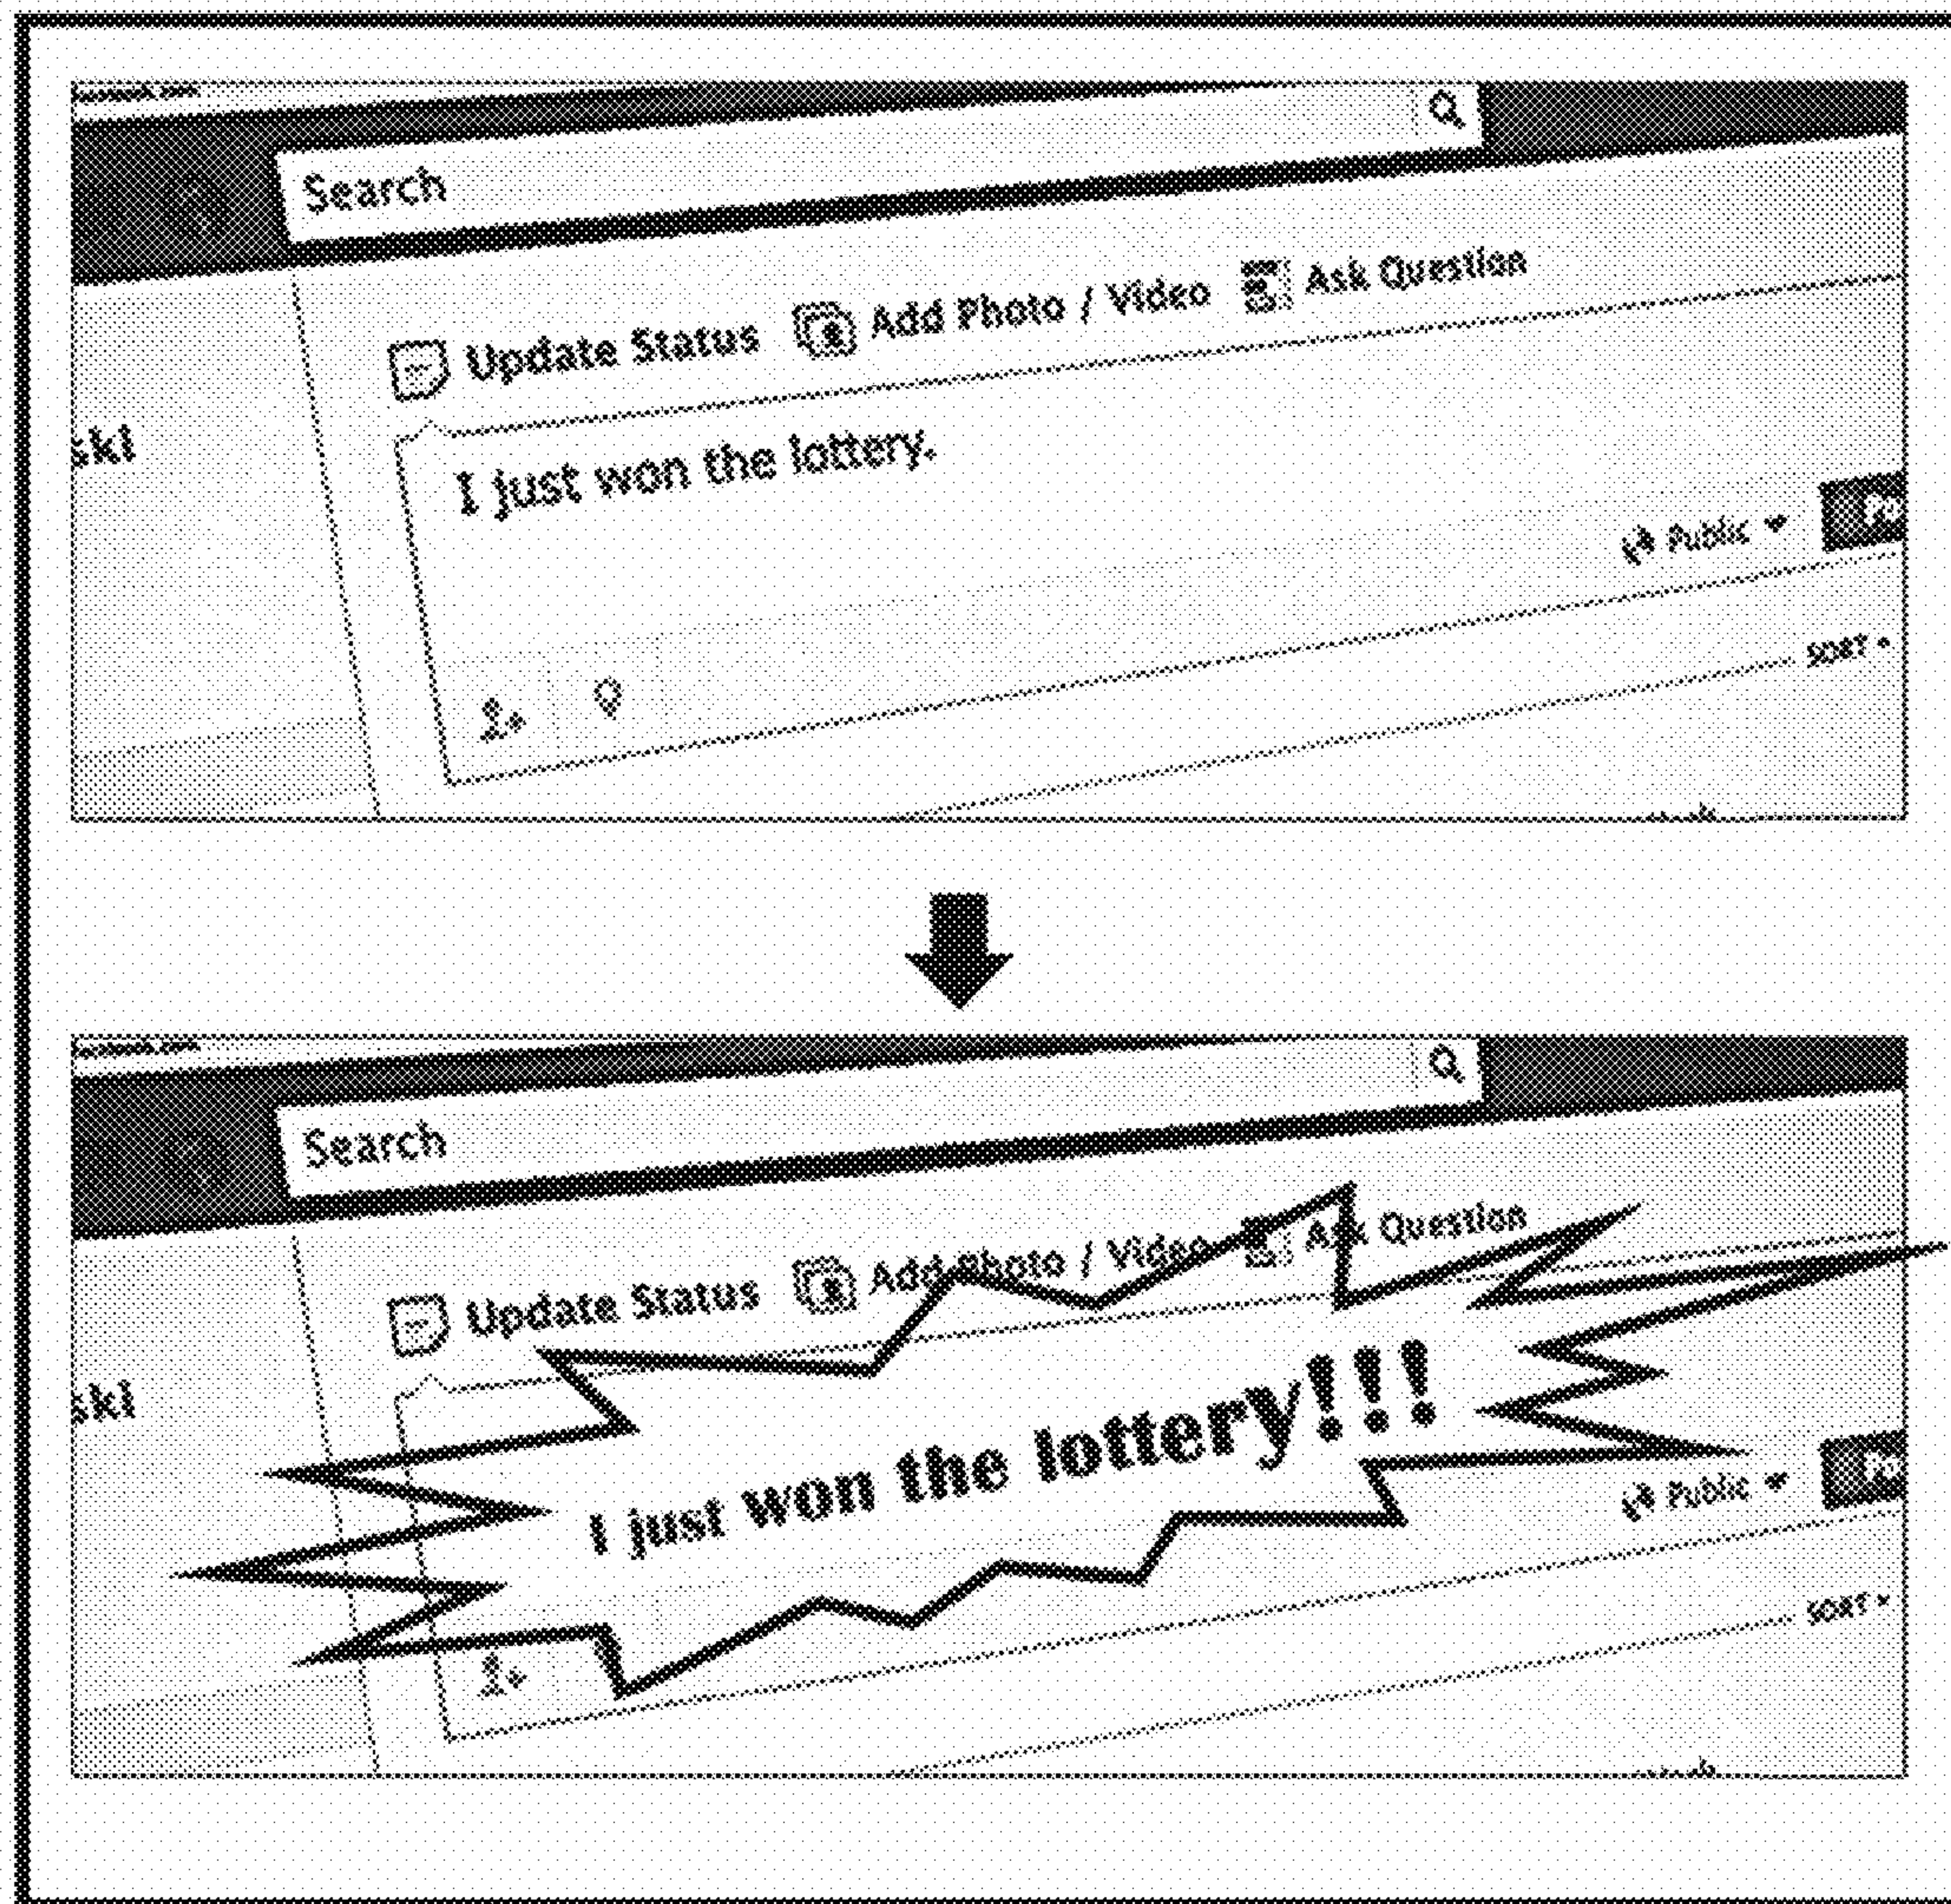 Search
Update Status Add Photo / Video Ask Question
ski
I just won the lottery.
Public
SORT
Search
Update Status Add Photo / Video Ask Question
ski
I just won the lottery!!!
Public
SORT